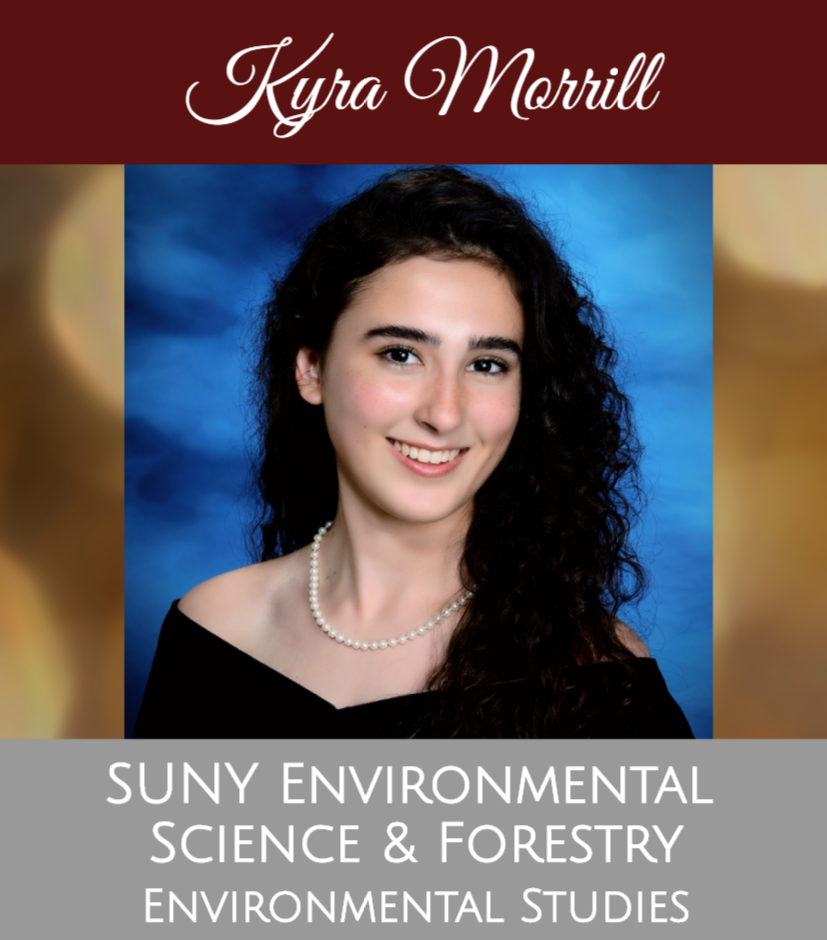 Kyra Morrill
SUNY Environmental
Science & Forestry
Environmental Studies